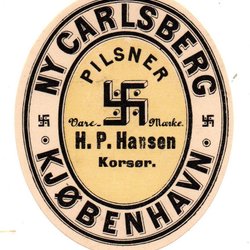 NY CARLSBERG
PILSNER
Vare - Marke.
H. P. Hansen
Korsør.
KJØBENHAVN